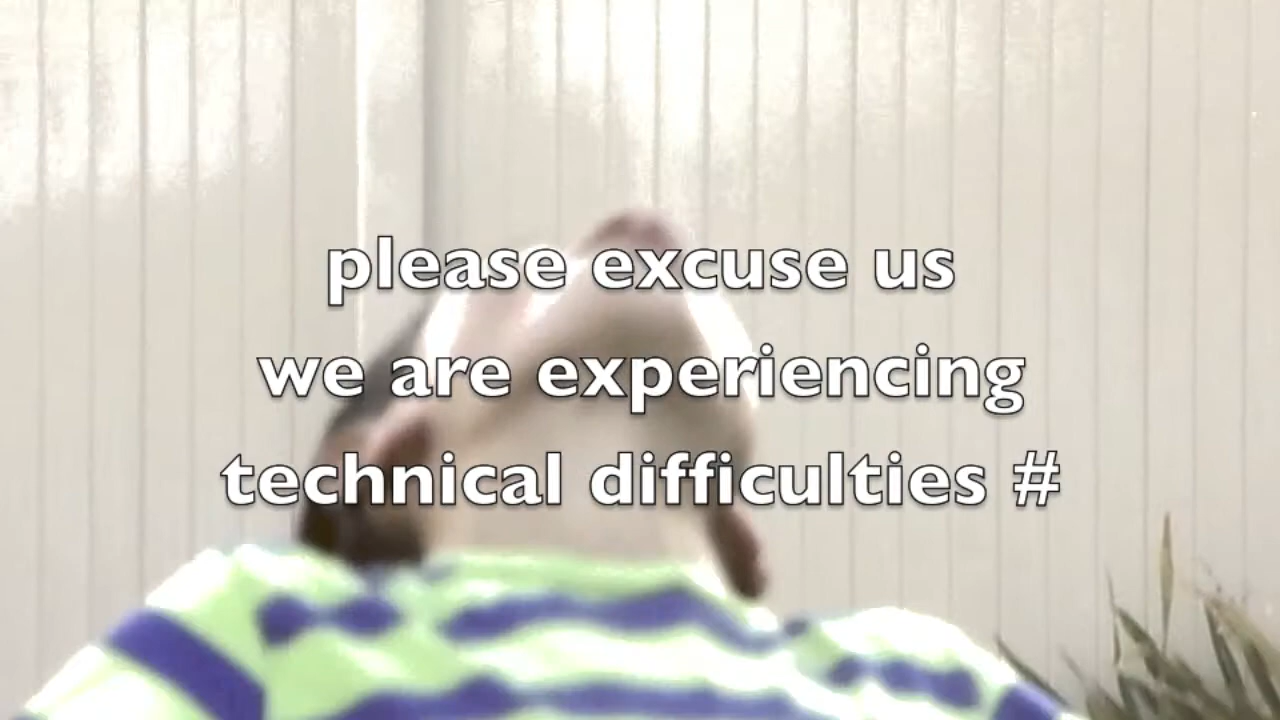 please excuse us
we are experiencing
technical difficulties #